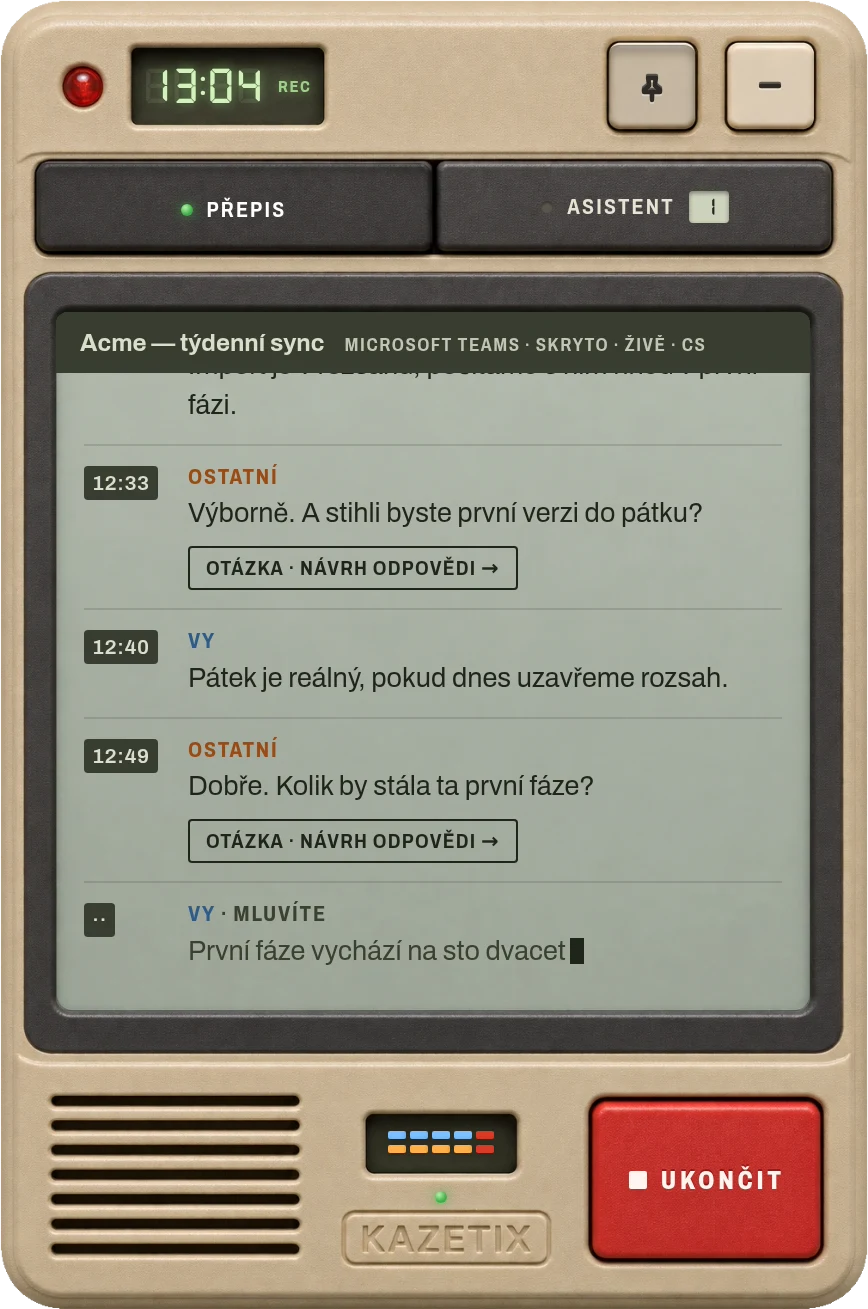 13:04 REC
PŘEPIS
ASISTENT 1
Acme — týdenní sync MICROSOFT TEAMS · SKRYTO · ŽIVĚ · CS
fázi.
12:33 OSTATNÍ
Výborně. A stihli byste první verzi do pátku?
OTÁZKA · NÁVRH ODPOVĚDI →
12:40 VY
Pátek je reálný, pokud dnes uzavřeme rozsah.
12:49 OSTATNÍ
Dobře. Kolik by stála ta první fáze?
OTÁZKA · NÁVRH ODPOVĚDI →
·· VY · MLUVÍTE
První fáze vychází na sto dvacet
KAZETIX
UKONČIT